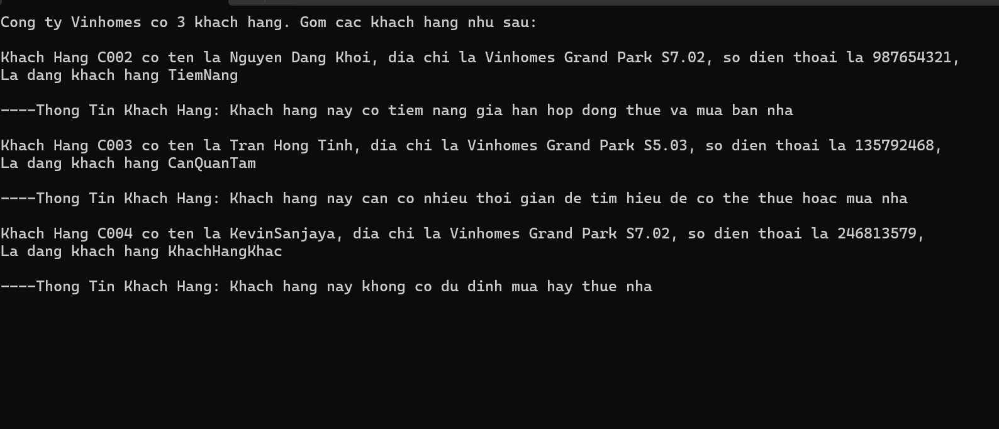 Cong ty Vinhomes co 3 khach hang. Gom cac khach hang nhu sau:
Khach Hang C002 co ten la Nguyen Dang Khoi, dia chi la Vinhomes Grand Park S7.02, so dien thoai la 987654321,
La dang khach hang TiemNang
----Thong Tin Khach Hang: Khach hang nay co tiem nang gia han hop dong thue va mua ban nha
Khach Hang C003 co ten la Tran Hong Tinh, dia chi la Vinhomes Grand Park S5.03, so dien thoai la 135792468,
La dang khach hang CanQuanTam
----Thong Tin Khach Hang: Khach hang nay can co nhieu thoi gian de tim hieu de co the thue hoac mua nha
Khach Hang C004 co ten la KevinSanjaya, dia chi la Vinhomes Grand Park S7.02, so dien thoai la 246813579,
La dang khach hang KhachHangKhac
----Thong Tin Khach Hang: Khach hang nay khong co du dinh mua hay thue nha